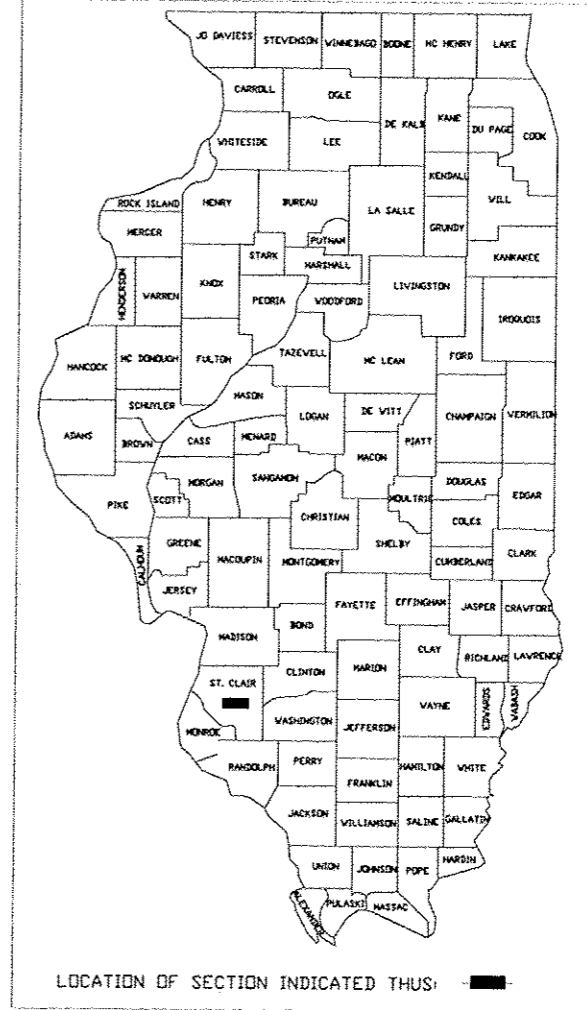 JO DAVIESS STEVENSON WINNEBAGO BOONE MC HENRY LAKE
CARROLL OGLE DE KALB KANE DU PAGE COOK
WHITESIDE LEE
KENDALL
ROCK ISLAND HENRY BUREAU LA SALLE WILL
MERCER PUTNAM GRUNDY
STARK MARSHALL KANKAKEE
HENDERSON WARREN KNOX PEORIA WOODFORD LIVINGSTON IROQUOIS
HANCOCK MC DONOUGH FULTON TAZEWELL MC LEAN FORD
SCHUYLER MASON LOGAN DE WITT CHAMPAIGN VERMILION
ADAMS BROWN CASS MENARD MACON PIATT
PIKE SCOTT MORGAN SANGAMON MOULTRIE DOUGLAS EDGAR
CHRISTIAN COLES
CALHOUN GREENE MACOUPIN MONTGOMERY SHELBY CUMBERLAND CLARK
JERSEY FAYETTE EFFINGHAM JASPER CRAWFORD
MADISON BOND
ST. CLAIR CLINTON MARION CLAY RICHLAND LAWRENCE
WAYNE EDWARDS WABASH
MONROE WASHINGTON JEFFERSON
RANDOLPH PERRY FRANKLIN HAMILTON WHITE
JACKSON WILLIAMSON SALINE GALLATIN
UNION JOHNSON POPE HARDIN
ALEXANDER PULASKI MASSAC
LOCATION OF SECTION INDICATED THUS: